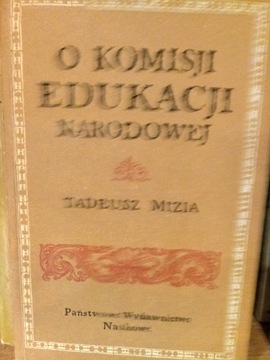 O KOMISJI
EDUKACJI
NARODOWEJ
TADEUSZ MIZIA
Państwowe Wydawnictwo
Naukowe